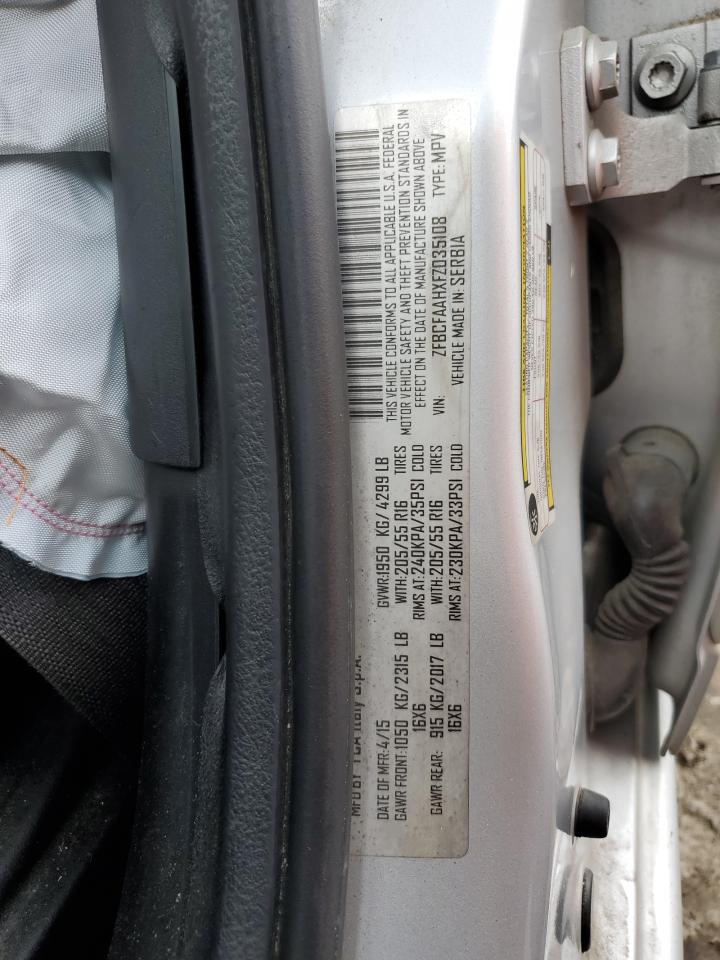 MFD BY FCA Italy S.p.A.
DATE OF MFR: 4/15
GVWR:1950 KG/4299 LB
GAWR FRONT:1050 KG/2315 LB
WITH:205/55 R16 TIRES
16X6
RIMS AT:240KPA/35PSI COLD
GAWR REAR: 915 KG/2017 LB
WITH:205/55 R16 TIRES
16X6
RIMS AT:230KPA/33PSI COLD
THIS VEHICLE CONFORMS TO ALL APPLICABLE U.S.A. FEDERAL
MOTOR VEHICLE SAFETY AND THEFT PREVENTION STANDARDS IN
EFFECT ON THE DATE OF MANUFACTURE SHOWN ABOVE
VIN: ZFBCFAAHXFZ035108 TYPE: MPV
VEHICLE MADE IN: SERBIA